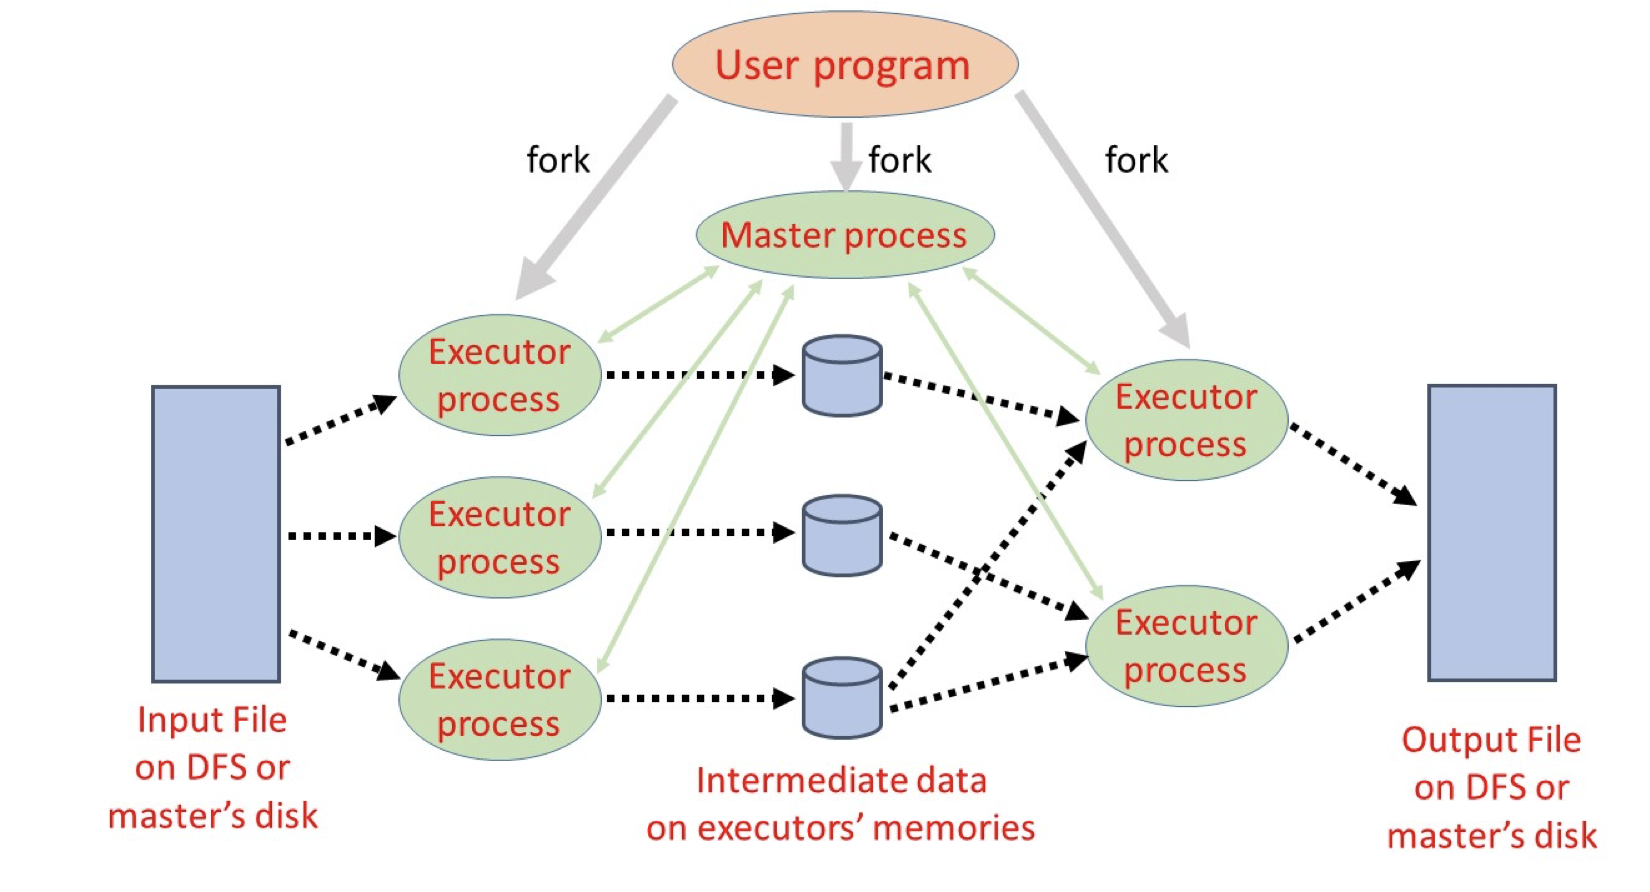 User program
fork
fork
fork
Master process
Executor
process
Executor
process
Executor
process
Executor
process
Executor
process
Input File
on DFS or
master’s disk
Intermediate data
on executors’ memories
Output File
on DFS or
master’s disk